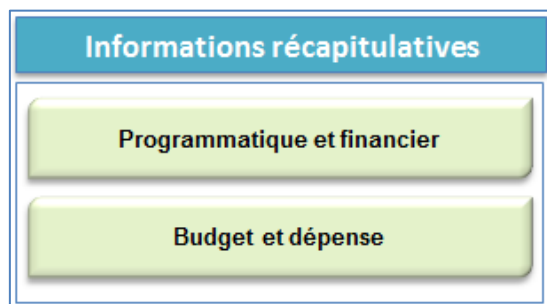 Informations récapitulatives
Programmatique et financier
Budget et dépense